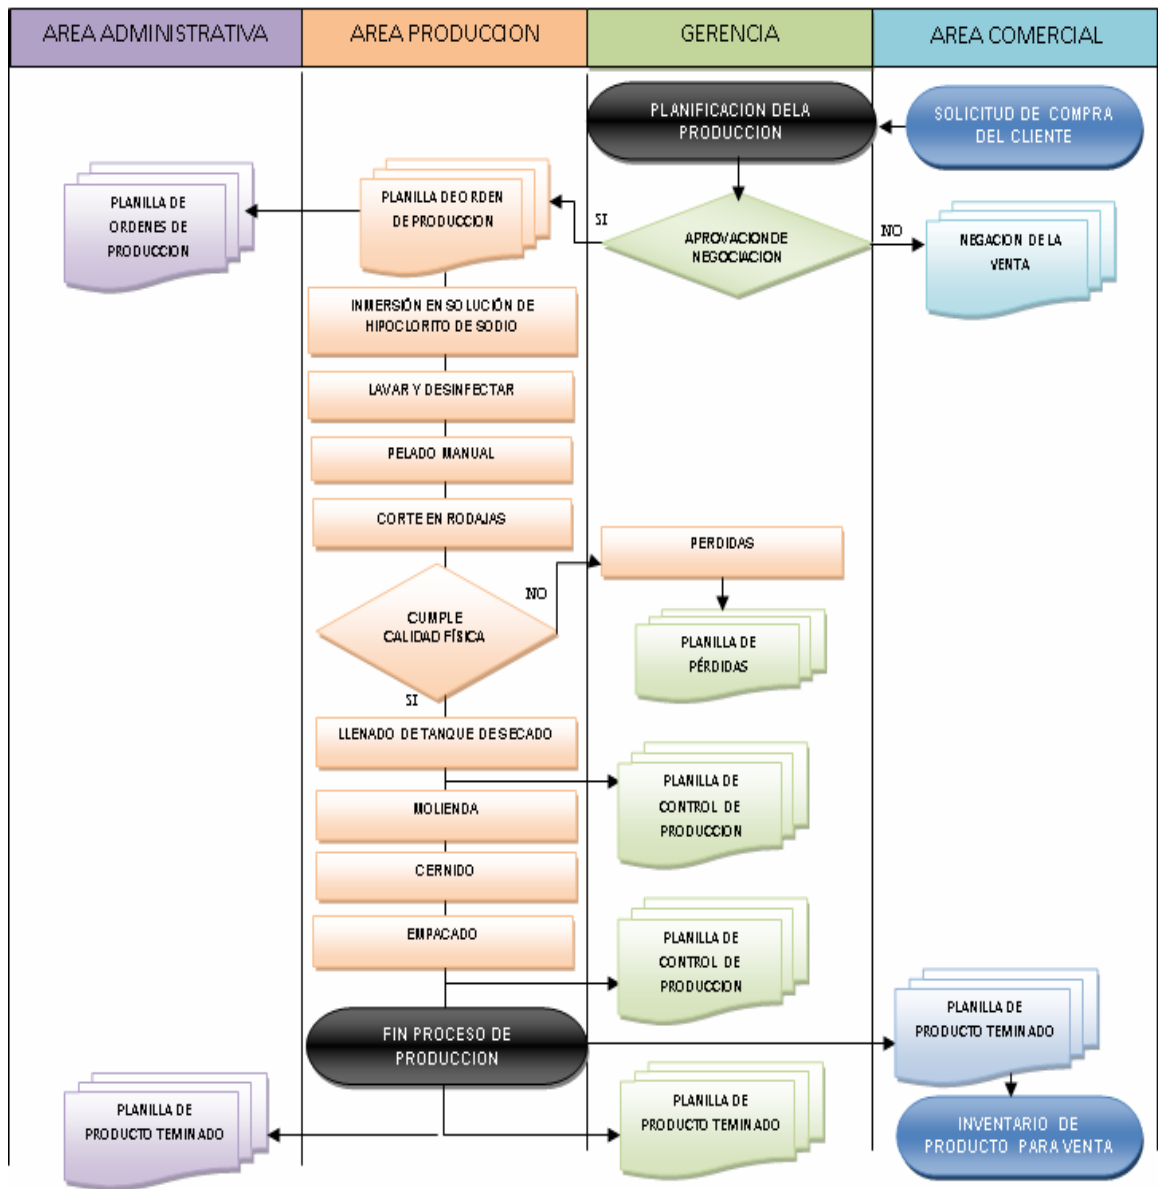 AREA ADMINISTRATIVA
AREA PRODUCCION
GERENCIA
AREA COMERCIAL
PLANIFICACION DELA
PRODUCCION
SOLICITUD DE COMPRA
DEL CLIENTE
PLANILLA DE
ORDENES DE
PRODUCCION
PLANILLA DE ORDEN
DE PRODUCCION
SI
APROVACION DE
NEGOCIACION
NO
NEGACION DE LA
VENTA
INMERSIÓN EN SOLUCIÓN DE
HIPOCLORITO DE SODIO
LAVAR Y DESINFECTAR
PELADO MANUAL
CORTE EN RODAJAS
CUMPLE
CALIDAD FÍSICA
NO
PERDIDAS
PLANILLA DE
PÉRDIDAS
SI
LLENADO DE TANQUE DE SECADO
PLANILLA DE
CONTROL DE
PRODUCCION
MOLIENDA
CERNIDO
EMPACADO
PLANILLA DE
CONTROL DE
PRODUCCION
FIN PROCESO DE
PRODUCCION
PLANILLA DE
PRODUCTO TEMINADO
PLANILLA DE
PRODUCTO TEMINADO
PLANILLA DE
PRODUCTO TEMINADO
INVENTARIO DE
PRODUCTO PARA VENTA